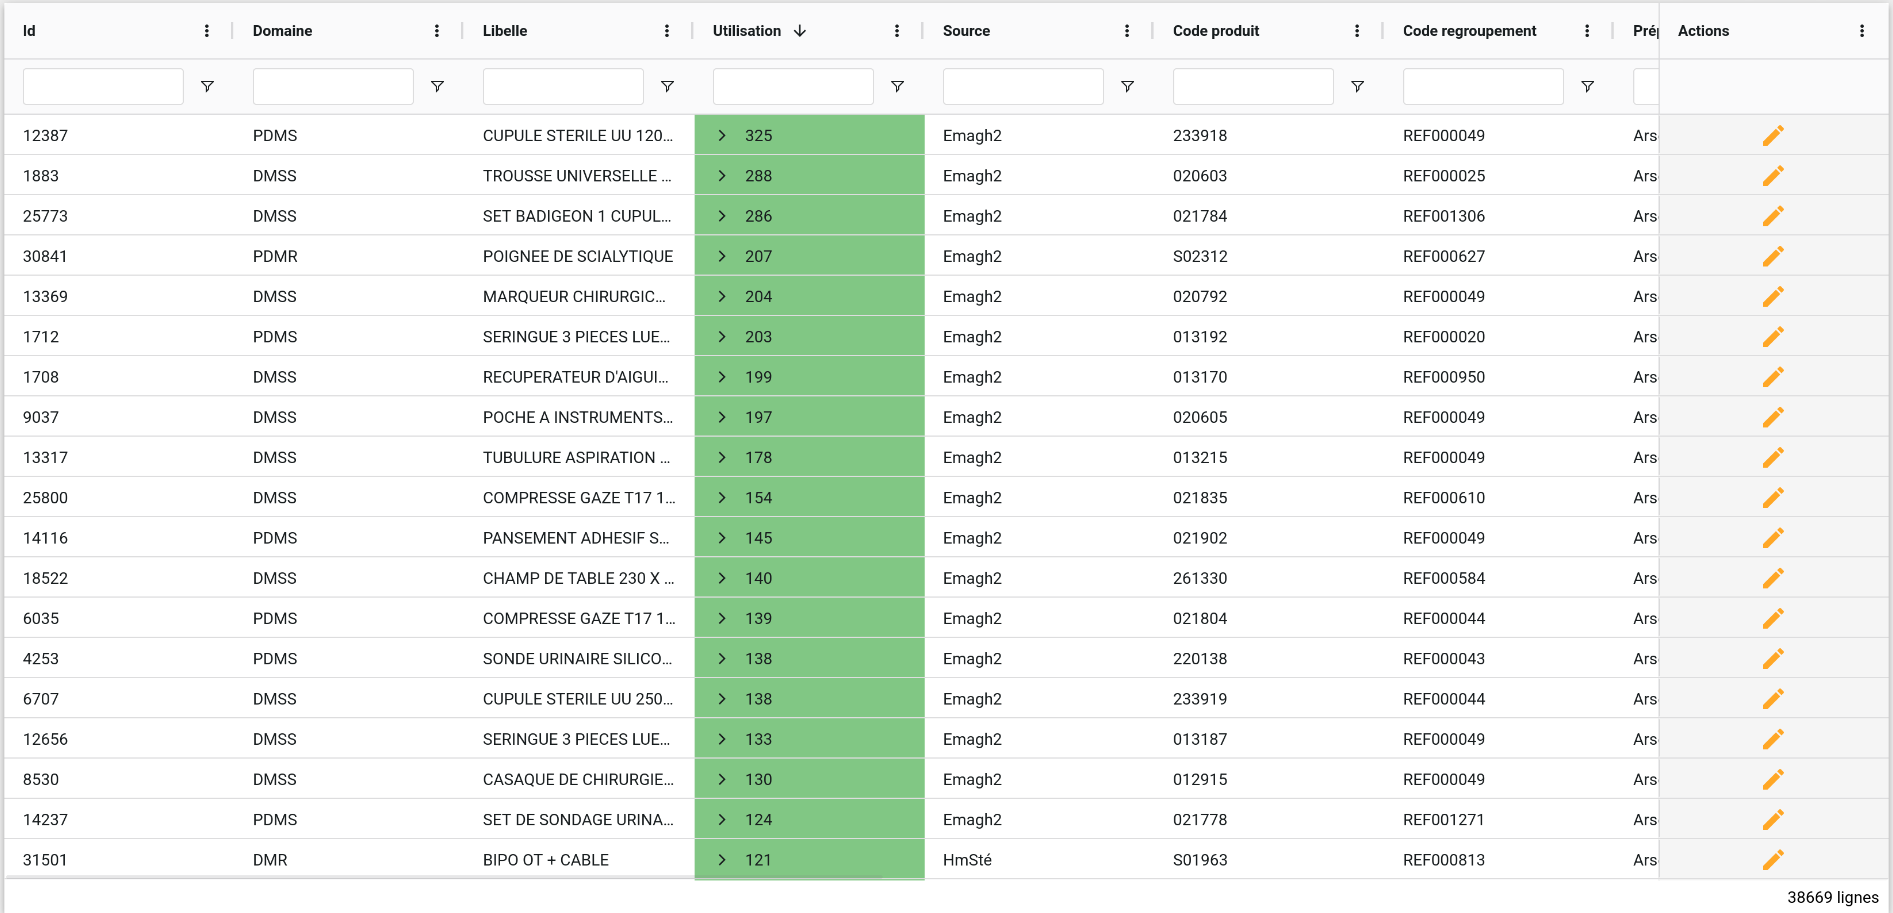 Id Domaine Libelle Utilisation Source Code produit Code regroupement Prép Actions
12387 PDMS CUPULE STERILE UU 120... 325 Emagh2 233918 REF000049 Ars
1883 DMSS TROUSSE UNIVERSELLE ... 288 Emagh2 020603 REF000025 Ars
25773 DMSS SET BADIGEON 1 CUPUL... 286 Emagh2 021784 REF001306 Ars
30841 PDMR POIGNEE DE SCIALYTIQUE 207 Emagh2 S02312 REF000627 Ars
13369 DMSS MARQUEUR CHIRURGIC... 204 Emagh2 020792 REF000049 Ars
1712 PDMS SERINGUE 3 PIECES LUE... 203 Emagh2 013192 REF000020 Ars
1708 DMSS RECUPERATEUR D'AIGUI... 199 Emagh2 013170 REF000950 Ars
9037 DMSS POCHE A INSTRUMENTS... 197 Emagh2 020605 REF000049 Ars
13317 DMSS TUBULURE ASPIRATION ... 178 Emagh2 013215 REF000049 Ars
25800 DMSS COMPRESSE GAZE T17 1... 154 Emagh2 021835 REF000610 Ars
14116 PDMS PANSEMENT ADHESIF S... 145 Emagh2 021902 REF000049 Ars
18522 DMSS CHAMP DE TABLE 230 X ... 140 Emagh2 261330 REF000584 Ars
6035 PDMS COMPRESSE GAZE T17 1... 139 Emagh2 021804 REF000044 Ars
4253 PDMS SONDE URINAIRE SILICO... 138 Emagh2 220138 REF000043 Ars
6707 DMSS CUPULE STERILE UU 250... 138 Emagh2 233919 REF000044 Ars
12656 DMSS SERINGUE 3 PIECES LUE... 133 Emagh2 013187 REF000049 Ars
8530 DMSS CASAQUE DE CHIRURGIE... 130 Emagh2 012915 REF000049 Ars
14237 PDMS SET DE SONDAGE URINA... 124 Emagh2 021778 REF001271 Ars
31501 DMR BIPO OT + CABLE 121 HmSté S01963 REF000813 Ars
38669 lignes